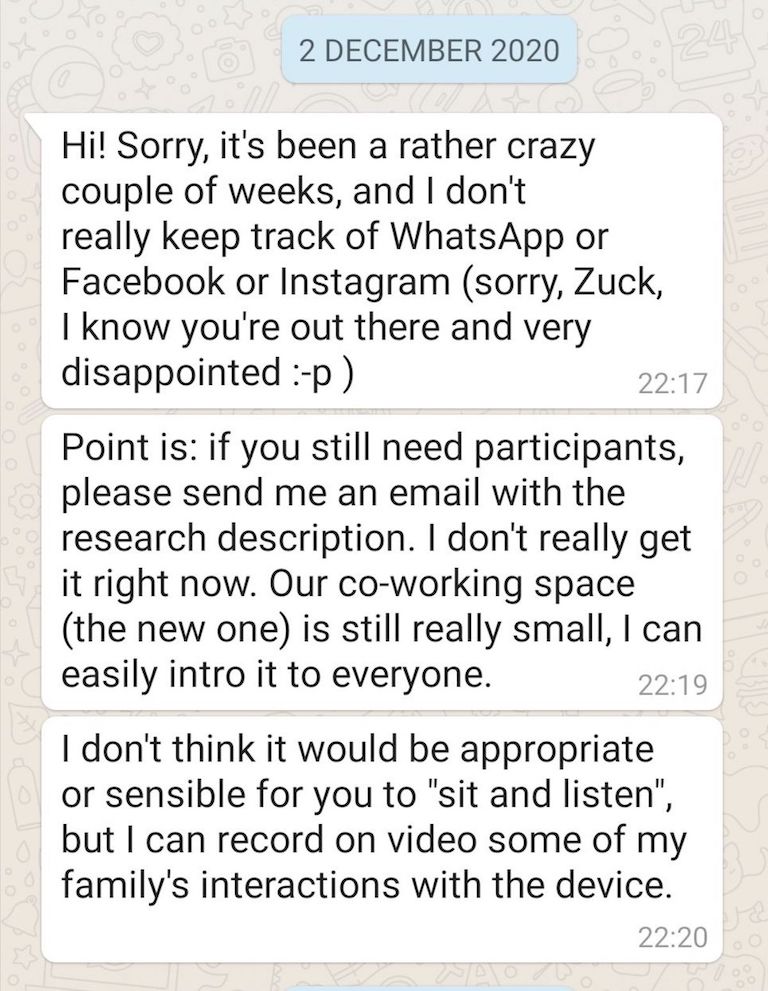 2 DECEMBER 2020
Hi! Sorry, it's been a rather crazy
couple of weeks, and I don't
really keep track of WhatsApp or
Facebook or Instagram (sorry, Zuck,
I know you're out there and very
disappointed :-p )
22:17
Point is: if you still need participants,
please send me an email with the
research description. I don't really get
it right now. Our co-working space
(the new one) is still really small, I can
easily intro it to everyone.
22:19
I don't think it would be appropriate
or sensible for you to "sit and listen",
but I can record on video some of my
family's interactions with the device.
22:20